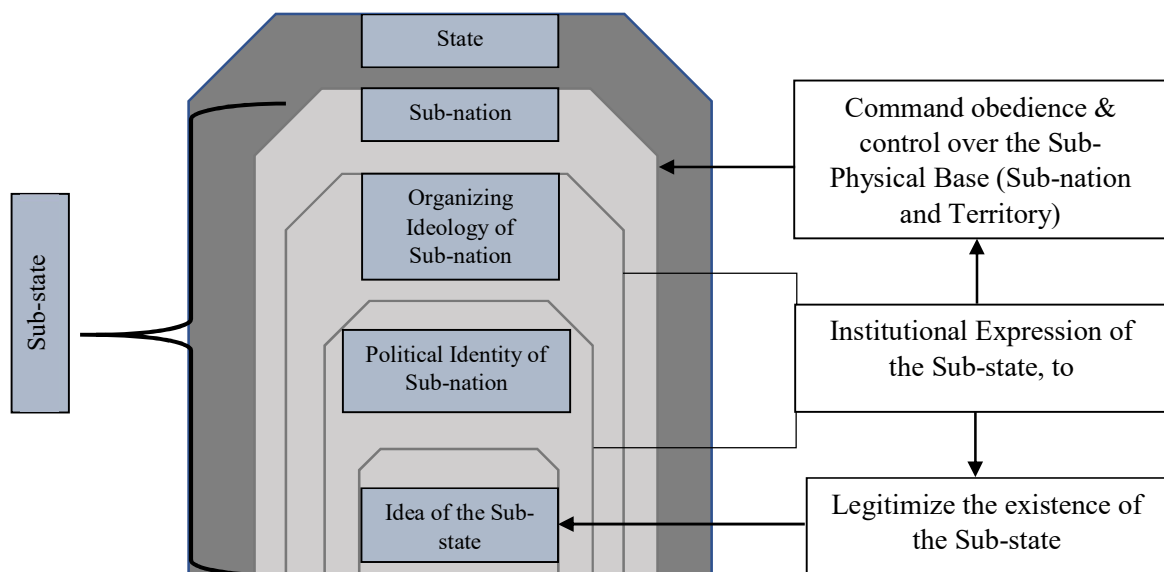 State
Sub-nation
Organizing
Ideology of
Sub-nation
Political Identity of
Sub-nation
Idea of the Sub-
state
Sub-state
Command obedience &
control over the Sub-
Physical Base (Sub-nation
and Territory)
Institutional Expression of
the Sub-state, to
Legitimize the existence of
the Sub-state